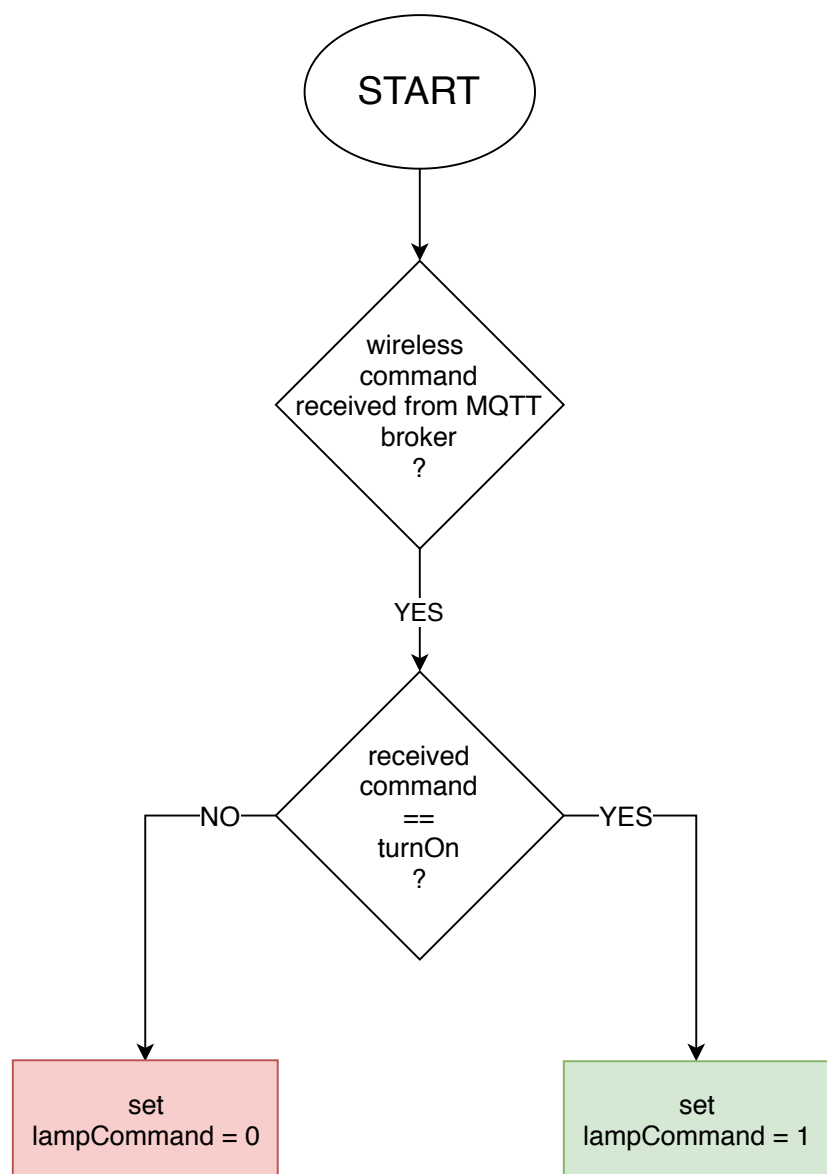 START
wireless
command
received from MQTT
broker
?
YES
received
command
==
turnOn
?
NO
YES
set
lampCommand = 0
set
lampCommand = 1